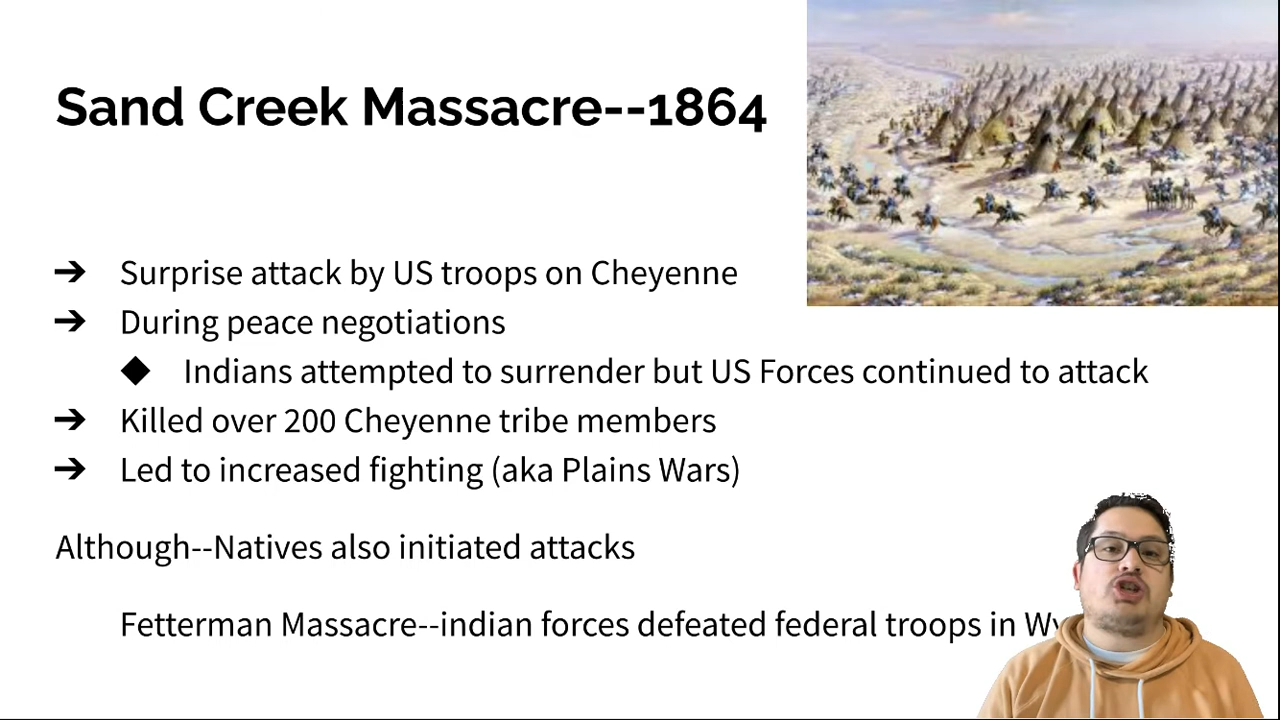 Sand Creek Massacre--1864
➔ Surprise attack by US troops on Cheyenne
➔ During peace negotiations
◆ Indians attempted to surrender but US Forces continued to attack
➔ Killed over 200 Cheyenne tribe members
➔ Led to increased fighting (aka Plains Wars)
Although--Natives also initiated attacks
Fetterman Massacre--indian forces defeated federal troops in